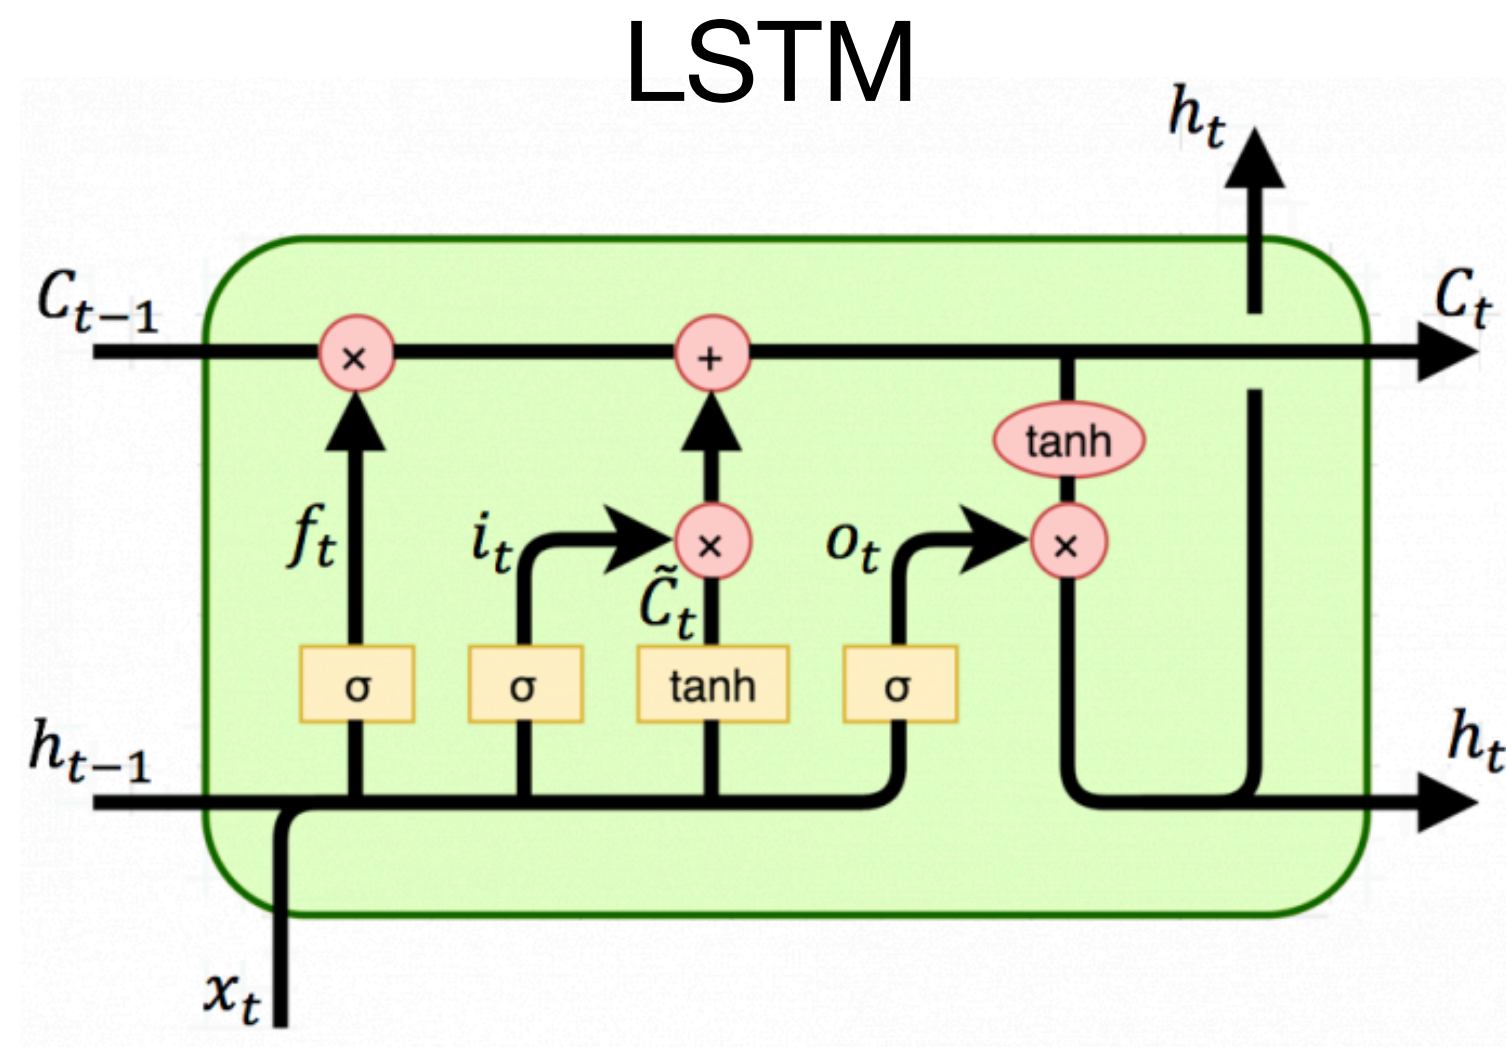 LSTM
h_t
C_{t-1}
C_t
× +
tanh
f_t i_t × o_t ×
C̃_t
σ σ tanh σ
h_{t-1}
h_t
x_t